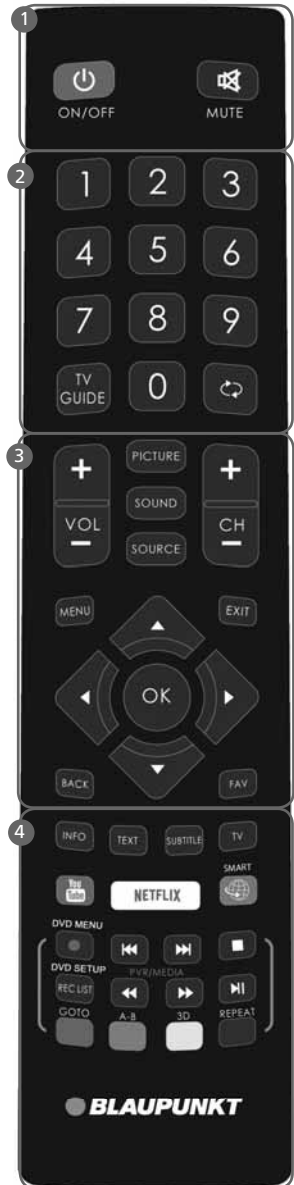 1
ON/OFF MUTE
2
1 2 3
4 5 6
7 8 9
TV GUIDE 0
3
+ PICTURE +
VOL SOUND CH
- SOURCE -
MENU EXIT
OK
BACK FAV
4
INFO TEXT SUBTITLE TV
You Tube NETFLIX SMART
DVD MENU
DVD SETUP PVR/MEDIA
REC LIST
GOTO A-B 3D REPEAT
BLAUPUNKT